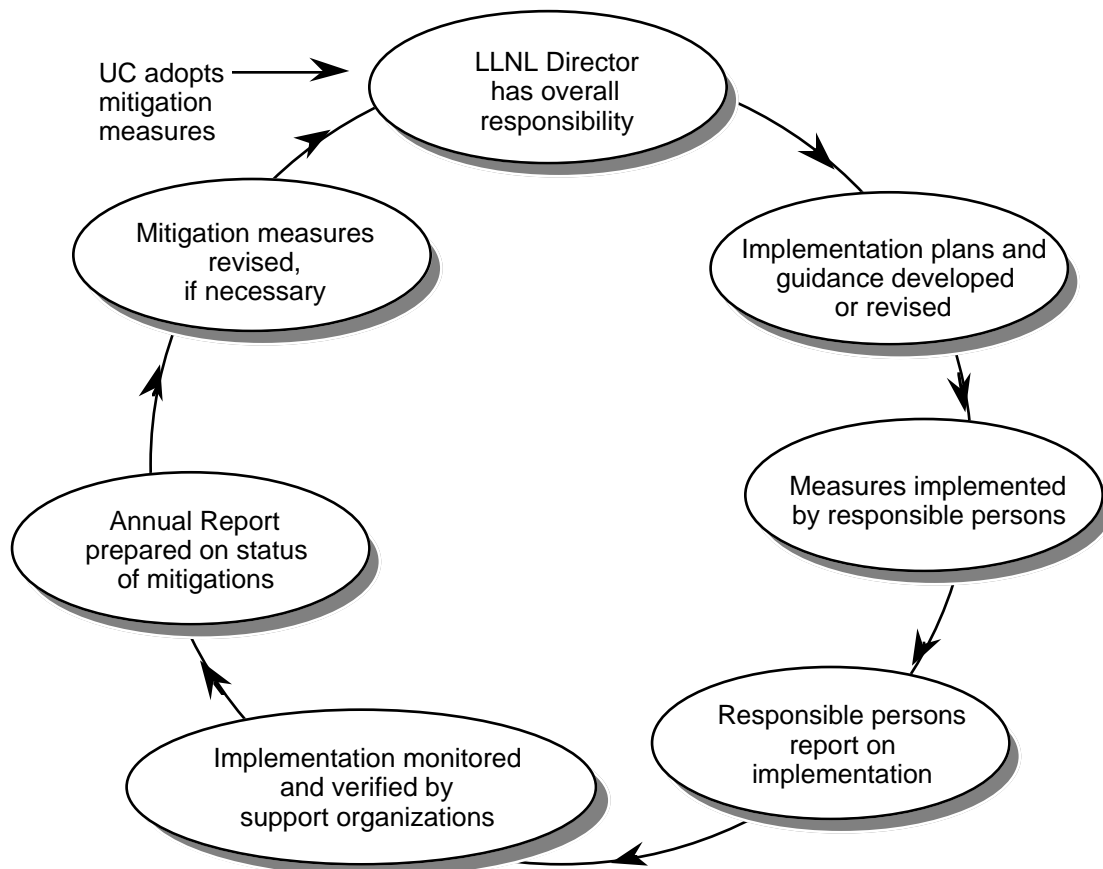 UC adopts
mitigation
measures
LLNL Director
has overall
responsibility
Implementation plans and
guidance developed
or revised
Measures implemented
by responsible persons
Responsible persons
report on
implementation
Implementation monitored
and verified by
support organizations
Annual Report
prepared on status
of mitigations
Mitigation measures
revised,
if necessary